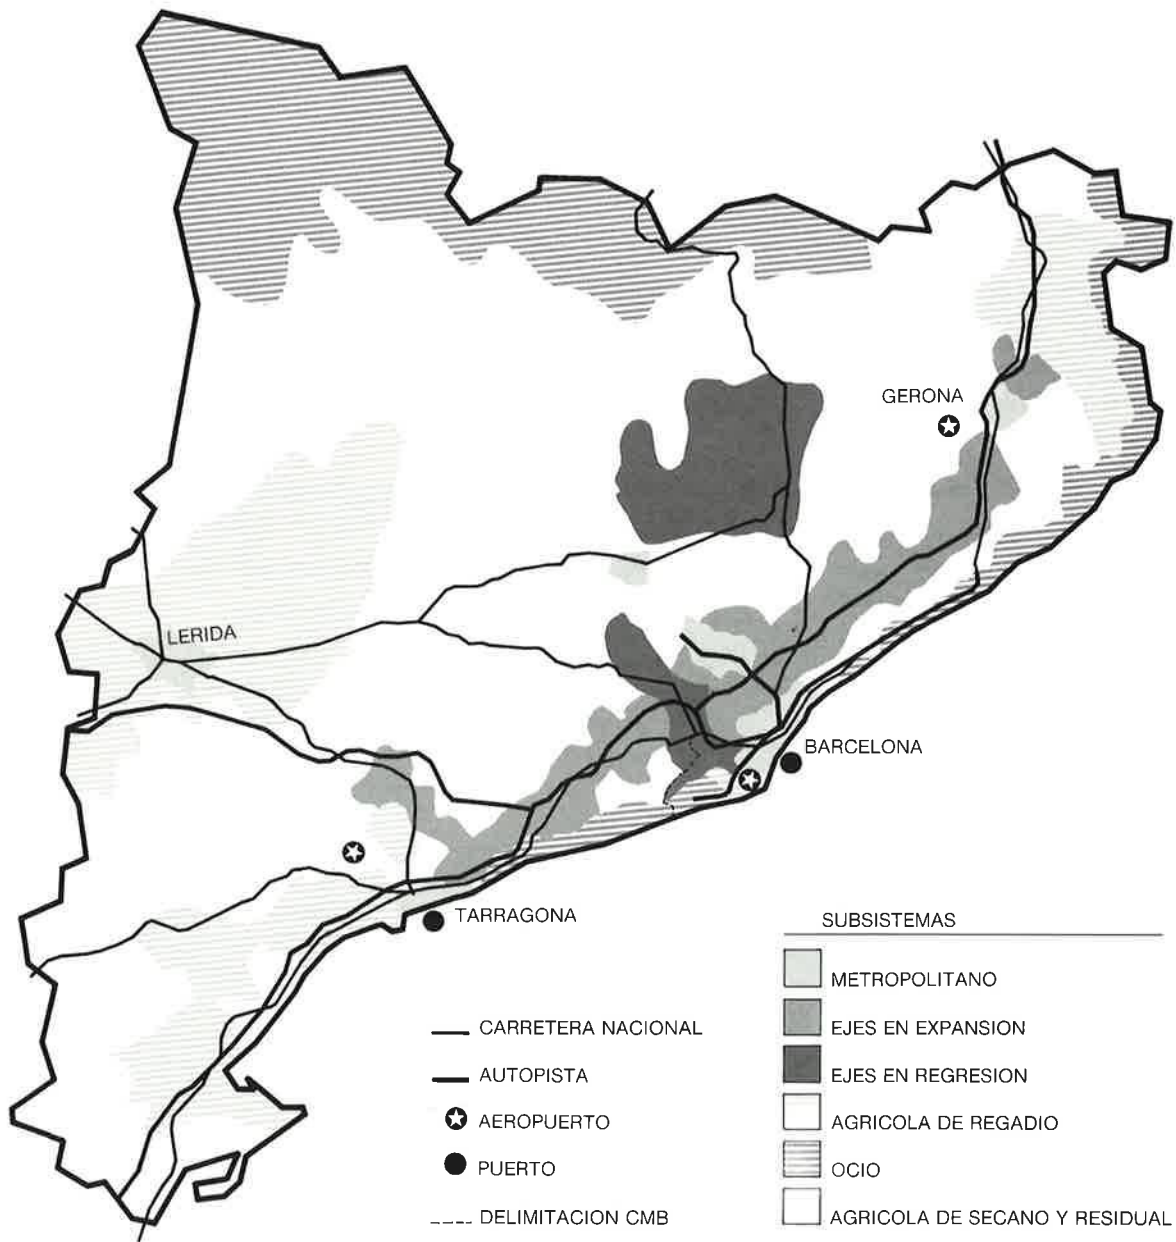 GERONA
LERIDA
BARCELONA
TARRAGONA
CARRETERA NACIONAL
AUTOPISTA
AEROPUERTO
PUERTO
DELIMITACION CMB
SUBSISTEMAS
METROPOLITANO
EJES EN EXPANSION
EJES EN REGRESION
AGRICOLA DE REGADIO
OCIO
AGRICOLA DE SECANO Y RESIDUAL